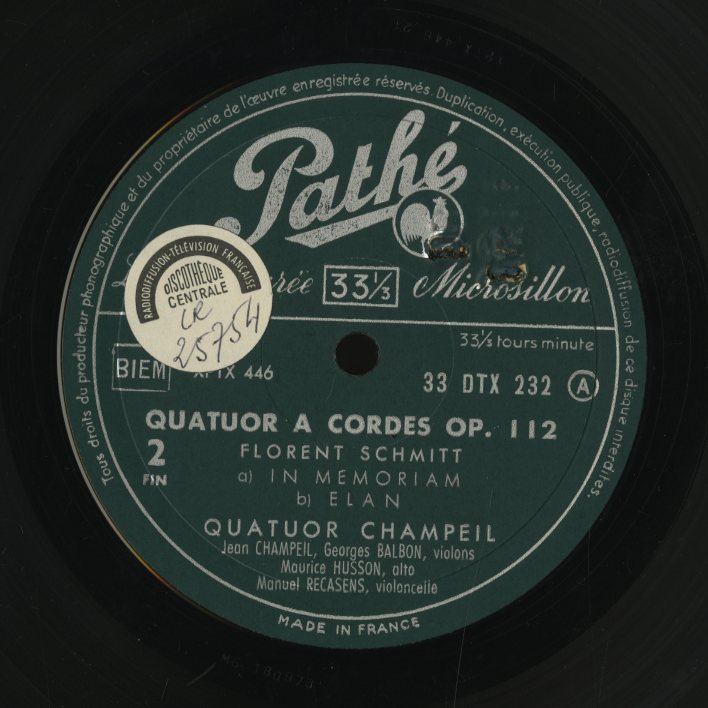 Tous droits du producteur phonographique et du propriétaire de l'œuvre enregistrée réservés. Duplication, exécution publique, radiodiffusion de ce disque interdites.
Pathé
RADIODIFFUSION-TÉLÉVISION FRANÇAISE
DISCOTHÈQUE
CENTRALE
LR
25754
33⅓ Microsillon
33⅓ tours minute
BIEM 446
33 DTX 232 A
QUATUOR A CORDES OP. 112
2
FIN
FLORENT SCHMITT
a) IN MEMORIAM
b) ELAN
QUATUOR CHAMPEIL
Jean CHAMPEIL, Georges BALBON, violons
Maurice HUSSON, alto
Manuel RECASENS, violoncelle
MADE IN FRANCE